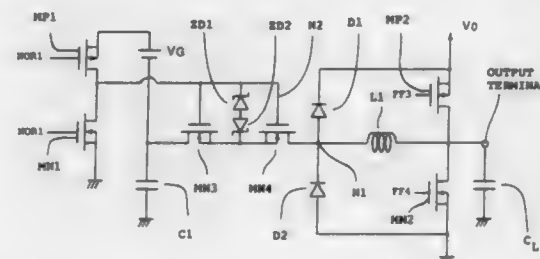 MP1
NOR1
VG
ZD1
ZD2
N2
D1
MP2
V0
OUTPUT
TERMINA
L1
FF3
NOR1
MN1
MN3
MN4
N1
FF4
MN2
C1
D2
CL